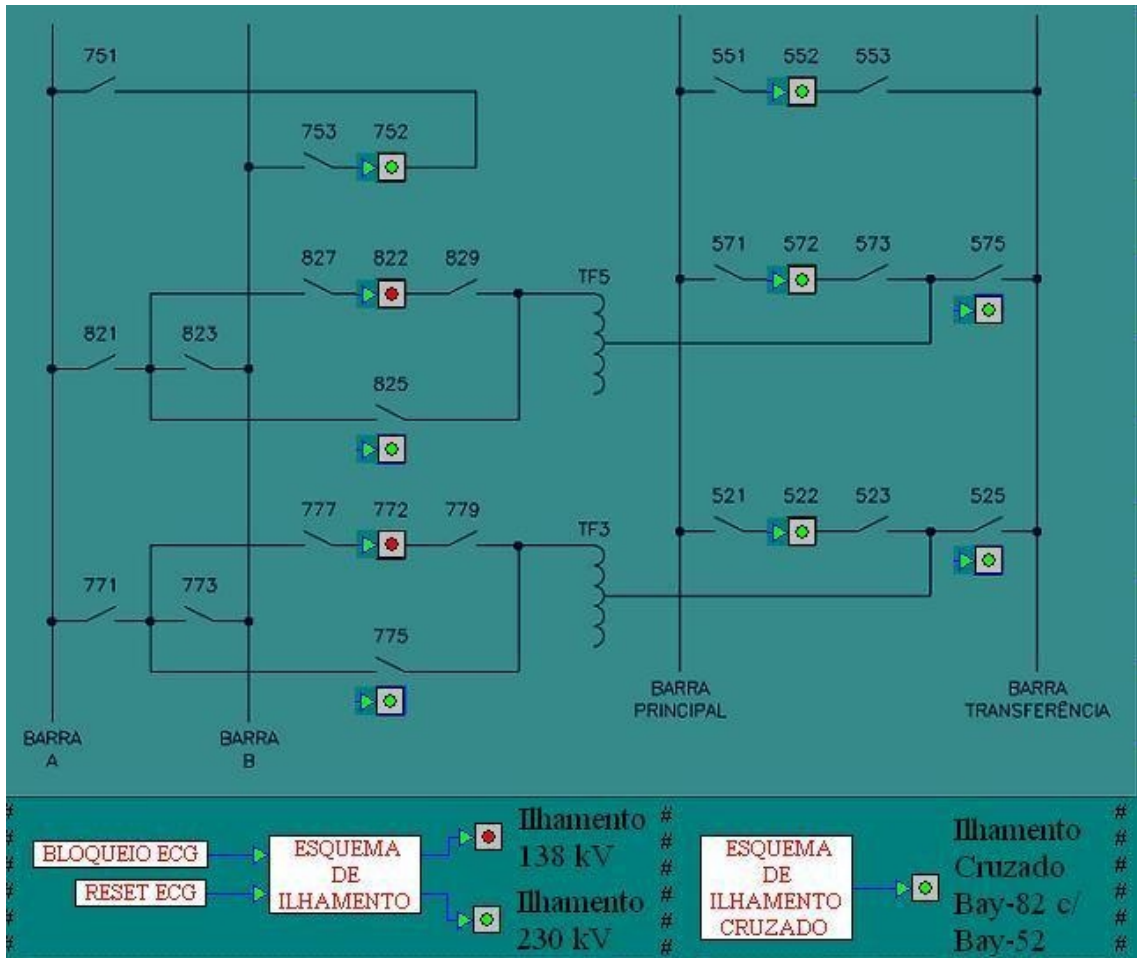 751
551 552 553
753 752
827 822 829
TF5
571 572 573 575
821 823
825
777 772 779
TF3
521 522 523 525
771 773
775
BARRA
A
BARRA
B
BARRA
PRINCIPAL
BARRA
TRANSFERÊNCIA
BLOQUEIO ECG
RESET ECG
ESQUEMA
DE
ILHAMENTO
Ilhamento
138 kV
Ilhamento
230 kV
# # # # # #
# # # # # #
ESQUEMA
DE
ILHAMENTO
CRUZADO
Ilhamento
Cruzado
Bay-82 c/
Bay-52
# # # # # #